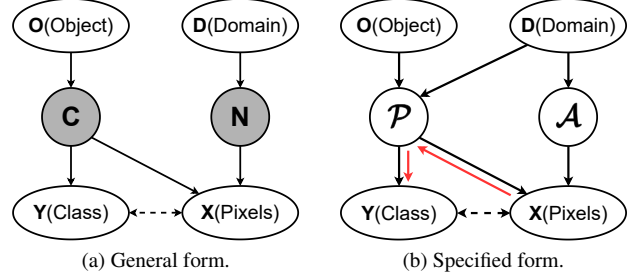 O(Object) D(Domain) O(Object) D(Domain)
C N 𝒫 𝒜
Y(Class) X(Pixels) Y(Class) X(Pixels)
(a) General form. (b) Specified form.